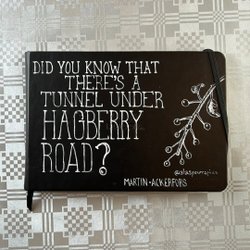 DID YOU KNOW THAT
THERE'S A
TUNNEL UNDER
HAGBERRY
ROAD?
MARTIN ACKERFORS